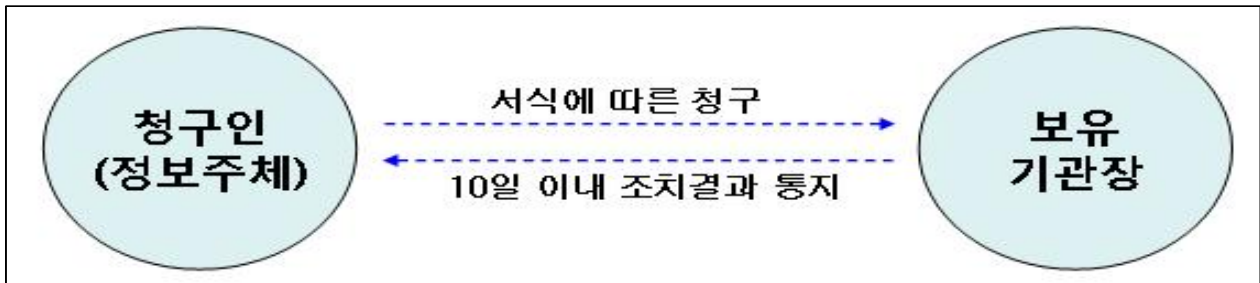 청구인
(정보주체)
서식에 따른 청구
10일 이내 조치결과 통지
보유
기관장